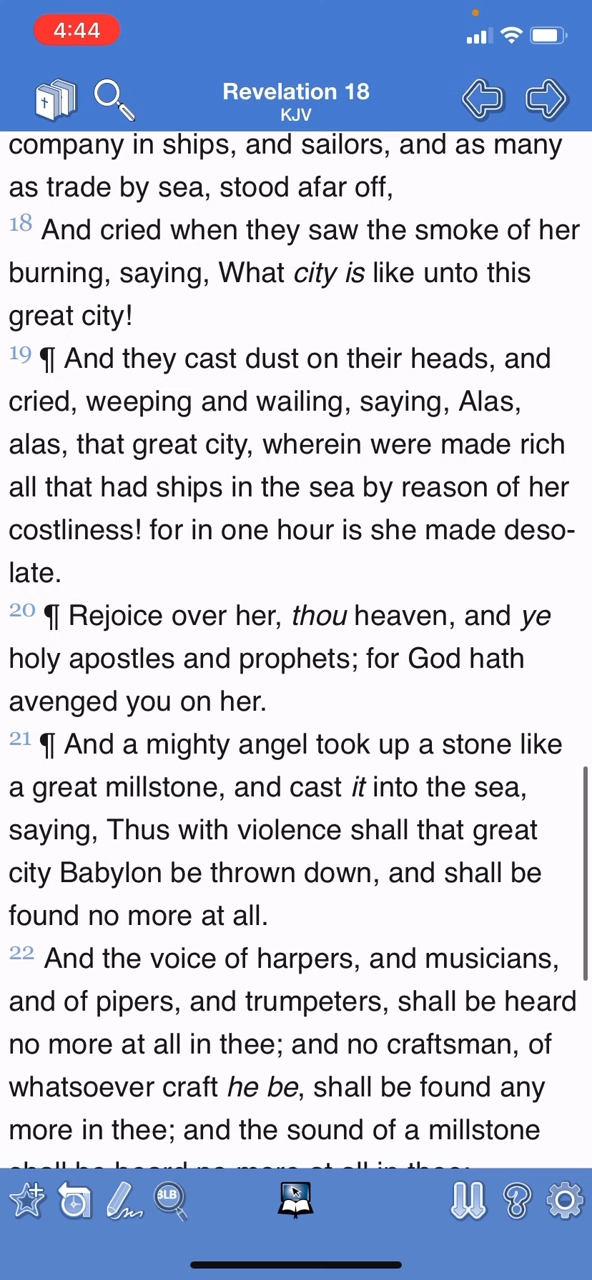 4:44
Revelation 18
KJV
company in ships, and sailors, and as many
as trade by sea, stood afar off,
18 And cried when they saw the smoke of her
burning, saying, What city is like unto this
great city!
19 ¶ And they cast dust on their heads, and
cried, weeping and wailing, saying, Alas,
alas, that great city, wherein were made rich
all that had ships in the sea by reason of her
costliness! for in one hour is she made deso-
late.
20 ¶ Rejoice over her, thou heaven, and ye
holy apostles and prophets; for God hath
avenged you on her.
21 ¶ And a mighty angel took up a stone like
a great millstone, and cast it into the sea,
saying, Thus with violence shall that great
city Babylon be thrown down, and shall be
found no more at all.
22 And the voice of harpers, and musicians,
and of pipers, and trumpeters, shall be heard
no more at all in thee; and no craftsman, of
whatsoever craft he be, shall be found any
more in thee; and the sound of a millstone
shall be heard no more at all in thee;
BLB